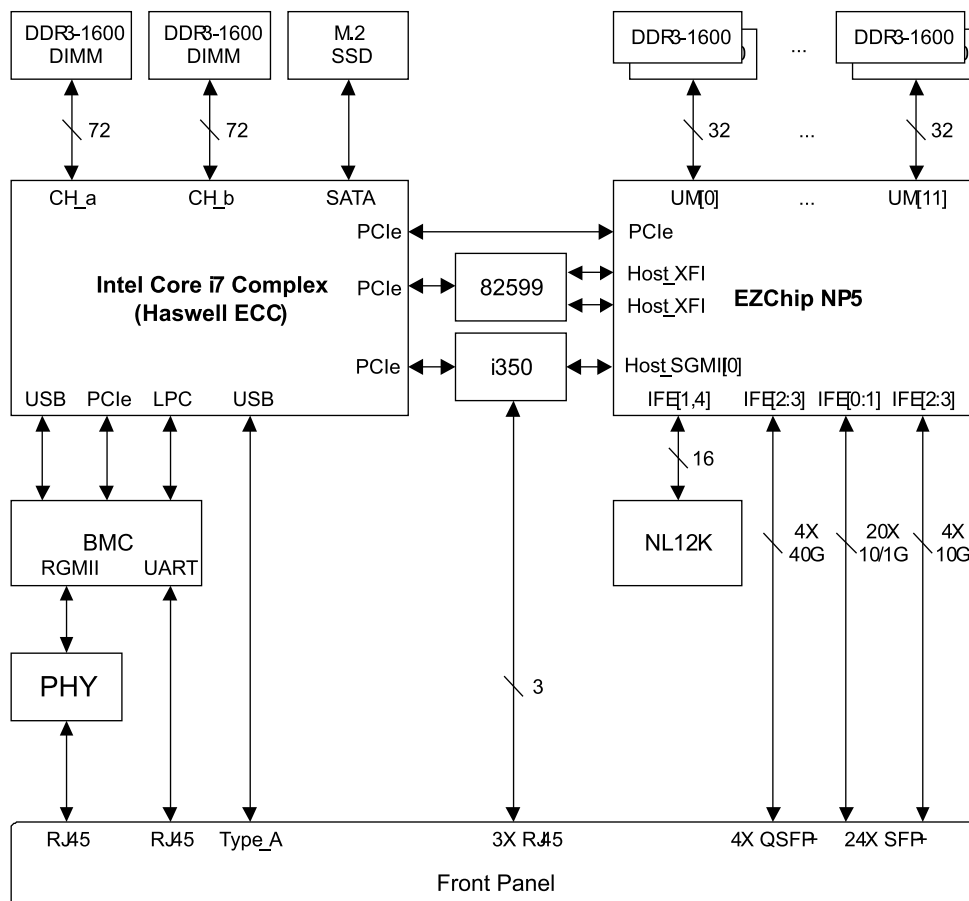 DDR3-1600
DIMM
DDR3-1600
DIMM
M.2
SSD
DDR3-1600
...
DDR3-1600
72
72
32
...
32
CH_a
CH_b
SATA
UM[0]
...
UM[11]
PCIe
PCIe
Intel Core i7 Complex
(Haswell ECC)
PCIe
82599
Host_XFI
Host_XFI
EZChip NP5
PCIe
i350
Host_SGMII[0]
USB
PCIe
LPC
USB
IFE[1,4]
IFE[2:3]
IFE[0:1]
IFE[2:3]
16
BMC
RGMII
UART
NL12K
4X
40G
20X
10/1G
4X
10G
PHY
3
RJ45
RJ45
Type_A
3X RJ45
4X QSFP+
24X SFP+
Front Panel